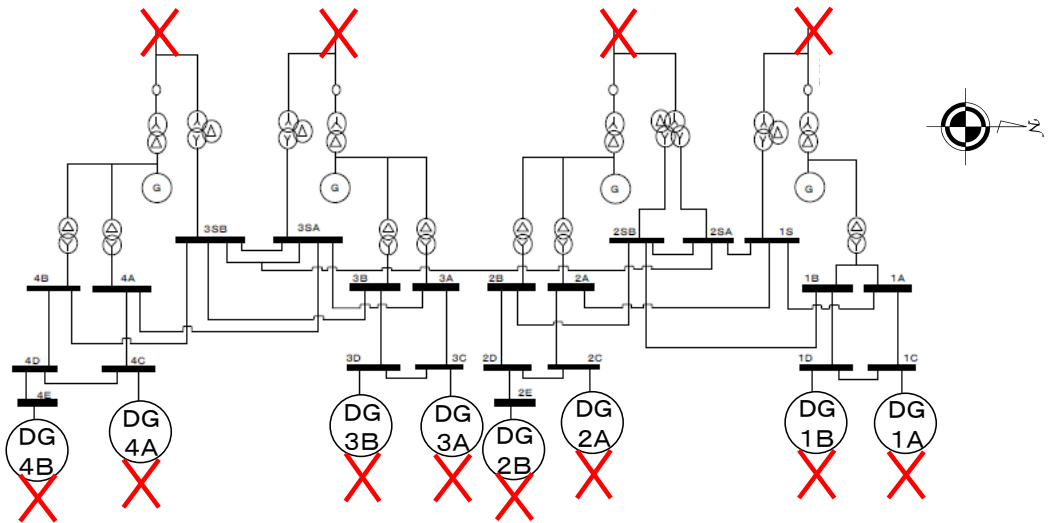 N
G
G
G
G
3SB
3SA
2SB
2SA
1S
4B
4A
3B
3A
2B
2A
1B
1A
4D
4C
3D
3C
2D
2C
1D
1C
4E
2E
DG
4B
DG
4A
DG
3B
DG
3A
DG
2B
DG
2A
DG
1B
DG
1A